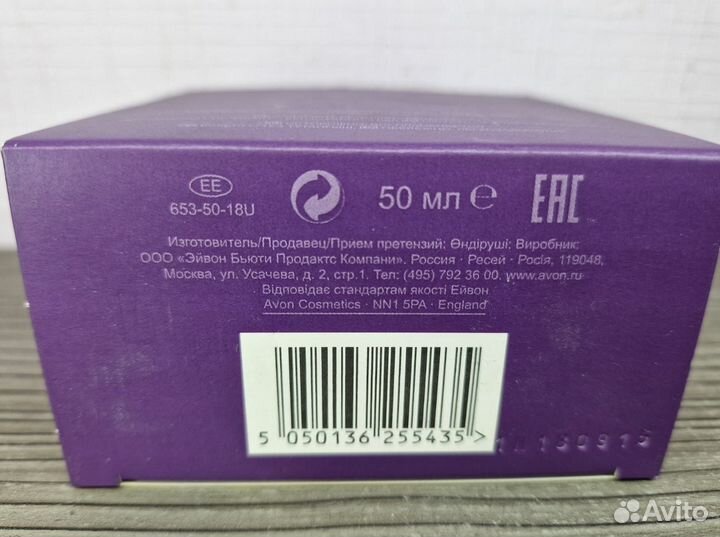 EE
653-50-18U
50 мл ℮
EAC
Изготовитель/Продавец/Прием претензий: Өндіруші: Виробник:
ООО «Эйвон Бьюти Продактс Компани». Россия · Ресей · Росія, 119048,
Москва, ул. Усачева, д. 2, стр.1. Тел: (495) 792 36 00. www.avon.ru
Відповідає стандартам якості Ейвон
Avon Cosmetics · NN1 5PA · England
5 050136 255435 >
Avito